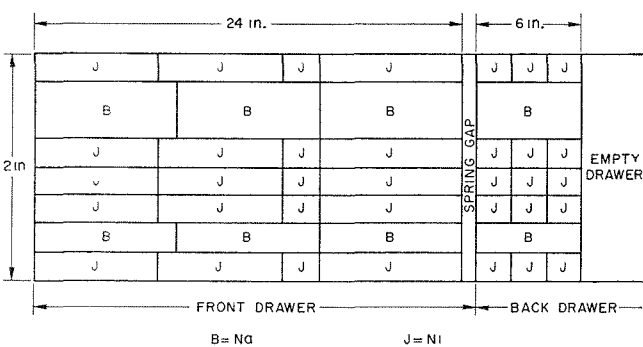 24 in. 6 in.
J J J J J J J
B B B B
2 in
J J J J J J J
J J J J J J
J J J J J J J
B B B B
J J J J J J J
SPRING GAP
EMPTY
DRAWER
FRONT DRAWER BACK DRAWER
B = Na J = Ni